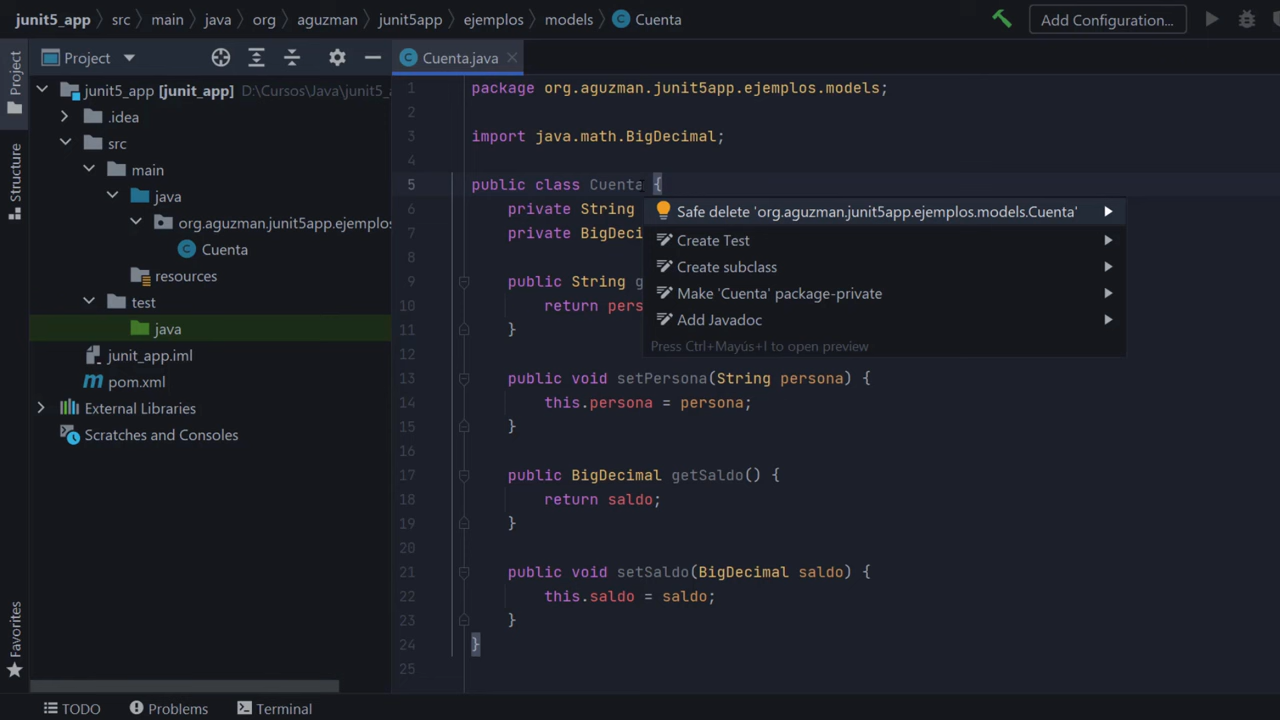 junit5_app src main java org aguzman junit5app ejemplos models Cuenta Add Configuration...
Project
Cuenta.java
Project
Structure
Favorites
junit5_app [junit_app] D:\Cursos\Java\junit5_
.idea
src
main
java
org.aguzman.junit5app.ejemplos
Cuenta
resources
test
java
junit_app.iml
pom.xml
External Libraries
Scratches and Consoles
1 package org.aguzman.junit5app.ejemplos.models;
2
3 import java.math.BigDecimal;
4
5 public class Cuenta {
6 private String
7 private BigDeci
8
9 public String g
10 return pers
11 }
12
13 public void setPersona(String persona) {
14 this.persona = persona;
15 }
16
17 public BigDecimal getSaldo() {
18 return saldo;
19 }
20
21 public void setSaldo(BigDecimal saldo) {
22 this.saldo = saldo;
23 }
24 }
25
Safe delete 'org.aguzman.junit5app.ejemplos.models.Cuenta'
Create Test
Create subclass
Make 'Cuenta' package-private
Add Javadoc
Press Ctrl+Mayús+I to open preview
TODO Problems Terminal